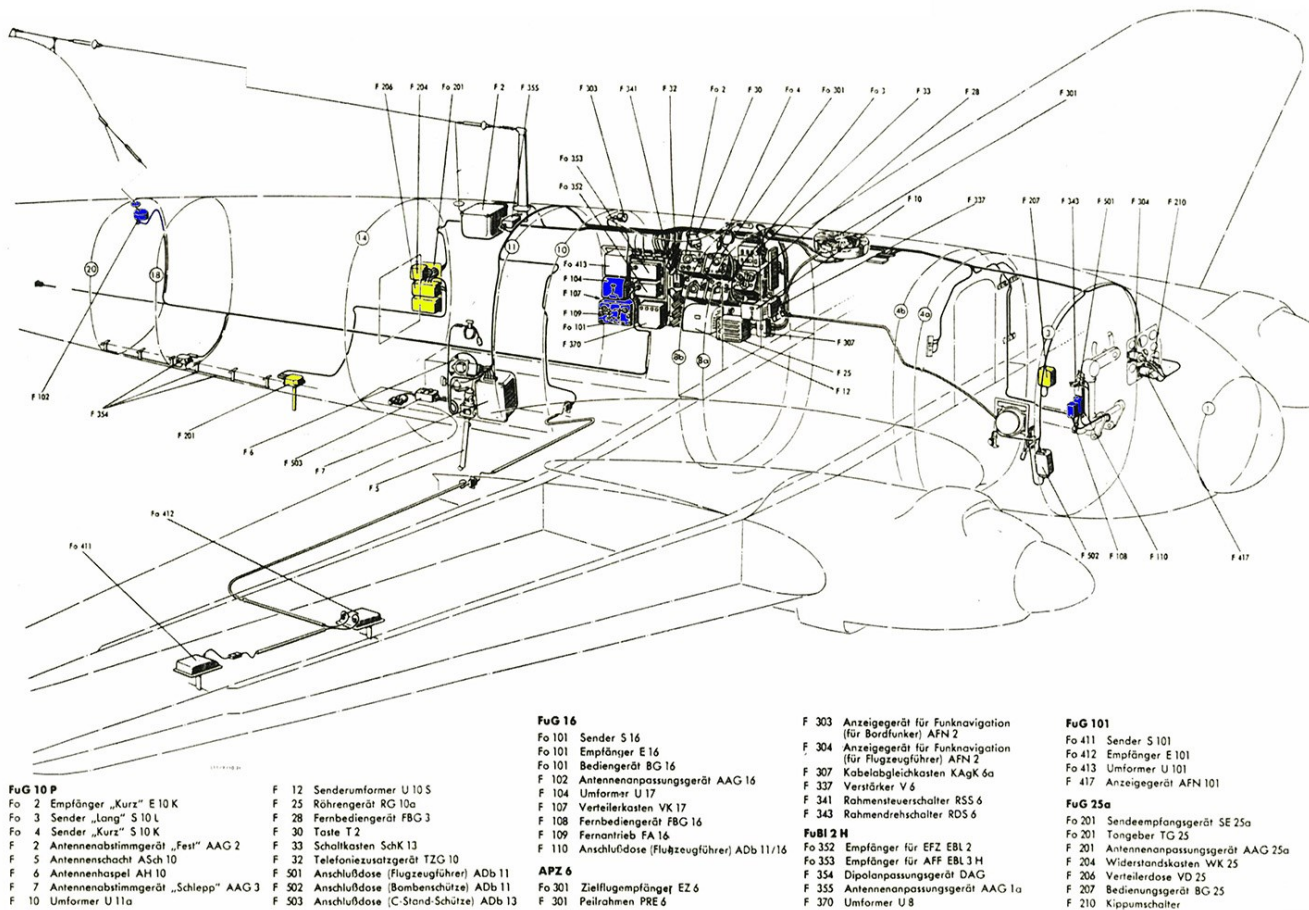 F 206
F 204
Fo 201
F 2
F 355
F 303
F 341
F 32
Fo 2
F 30
Fo 4
Fo 301
Fo 3
F 33
F 28
F 301
Fo 353
Fo 352
F 10
F 337
F 207
F 343
F 501
F 304
F 210
20
18
14
11
10
Fo 413
F 104
F 107
F 109
Fo 101
F 370
4b
4a
3
1
8b
8a
F 307
F 25
F 12
F 102
F 354
F 201
F 6
F 503
F 7
F 5
F 502
F 108
F 110
F 417
Fo 412
Fo 411
FuG 10 P
Fo 2 Empfänger „Kurz" E 10 K
Fo 3 Sender „Lang" S 10 L
Fo 4 Sender „Kurz" S 10 K
F 2 Antennenabstimmgerät „Fest" AAG 2
F 5 Antennenschacht ASch 10
F 6 Antennenhaspel AH 10
F 7 Antennenabstimmgerät „Schlepp" AAG 3
F 10 Umformer U 11a
F 12 Senderumformer U 10 S
F 25 Röhrengerät RG 10a
F 28 Fernbediengerät FBG 3
F 30 Taste T 2
F 33 Schaltkasten SchK 13
F 32 Telefoniezusatzgerät TZG 10
F 501 Anschlußdose (Flugzeugführer) ADb 11
F 502 Anschlußdose (Bombenschütze) ADb 11
F 503 Anschlußdose (C-Stand-Schütze) ADb 13
FuG 16
Fo 101 Sender S 16
Fo 101 Empfänger E 16
Fo 101 Bediengerät BG 16
F 102 Antennenanpassungsgerät AAG 16
F 104 Umformer U 17
F 107 Verteilerkasten VK 17
F 108 Fernbediengerät FBG 16
F 109 Fernantrieb FA 16
F 110 Anschlußdose (Flugzeugführer) ADb 11/16
APZ 6
Fo 301 Zielflugempfänger EZ 6
F 301 Peilrahmen PRE 6
F 303 Anzeigegerät für Funknavigation
(für Bordfunker) AFN 2
F 304 Anzeigegerät für Funknavigation
(für Flugzeugführer) AFN 2
F 307 Kabelabgleichkasten KAgK 6a
F 337 Verstärker V 6
F 341 Rahmensteuerschalter RSS 6
F 343 Rahmendrehschalter RDS 6
FuBl 2 H
Fo 352 Empfänger für EFZ EBL 2
Fo 353 Empfänger für AFF EBL 3 H
F 354 Dipolanpassungsgerät DAG
F 355 Antennenanpassungsgerät AAG 1a
F 370 Umformer U 8
FuG 101
Fo 411 Sender S 101
Fo 412 Empfänger E 101
Fo 413 Umformer U 101
F 417 Anzeigegerät AFN 101
FuG 25a
Fo 201 Sendeempfangsgerät SE 25a
Fo 201 Tongeber TG 25
F 201 Antennenanpassungsgerät AAG 25a
F 204 Widerstandskasten WK 25
F 206 Verteilerdose VD 25
F 207 Bedienungsgerät BG 25
F 210 Kippumschalter